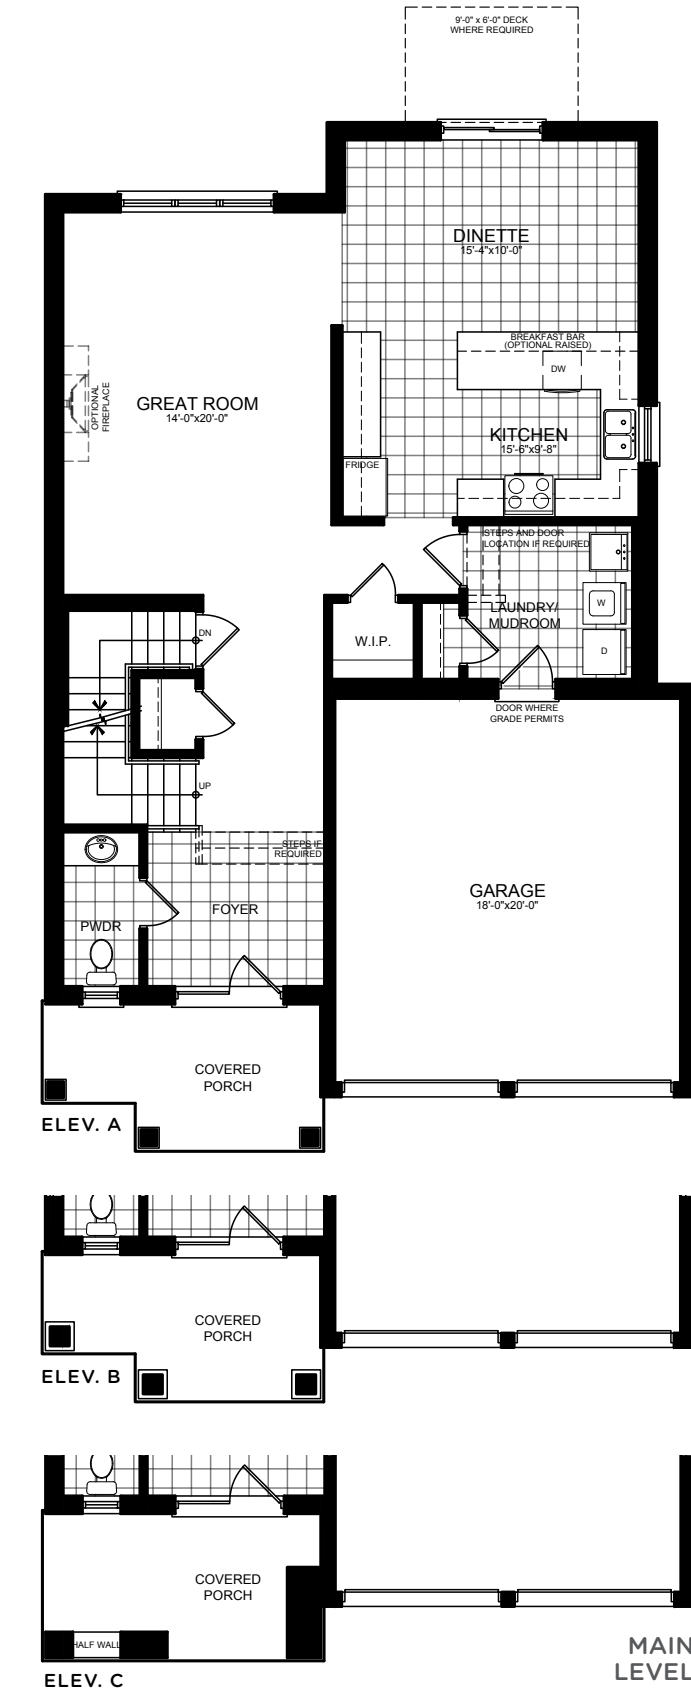 9'-0" x 6'-0" DECK
WHERE REQUIRED
DINETTE
15'-4"x10'-0"
BREAKFAST BAR
(OPTIONAL RAISED)
DW
OPTIONAL
FIREPLACE
GREAT ROOM
14'-0"x20'-0"
KITCHEN
15'-6"x9'-8"
FRIDGE
STEPS AND DOOR
LOCATION IF REQUIRED
W
LAUNDRY/
MUDROOM
DN
W.I.P.
D
DOOR WHERE
GRADE PERMITS
UP
STEPS IF
REQUIRED
GARAGE
18'-0"x20'-0"
FOYER
PWDR
COVERED
PORCH
ELEV. A
COVERED
PORCH
ELEV. B
COVERED
PORCH
HALF WALL
ELEV. C
MAIN
LEVEL